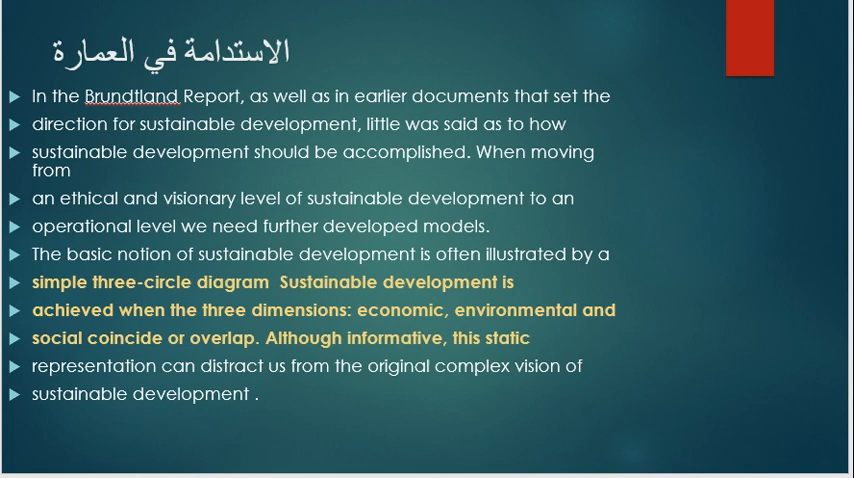 الاستدامة في العمارة
In the Brundtland Report, as well as in earlier documents that set the
direction for sustainable development, little was said as to how
sustainable development should be accomplished. When moving
from
an ethical and visionary level of sustainable development to an
operational level we need further developed models.
The basic notion of sustainable development is often illustrated by a
simple three-circle diagram  Sustainable development is
achieved when the three dimensions: economic, environmental and
social coincide or overlap. Although informative, this static
representation can distract us from the original complex vision of
sustainable development .